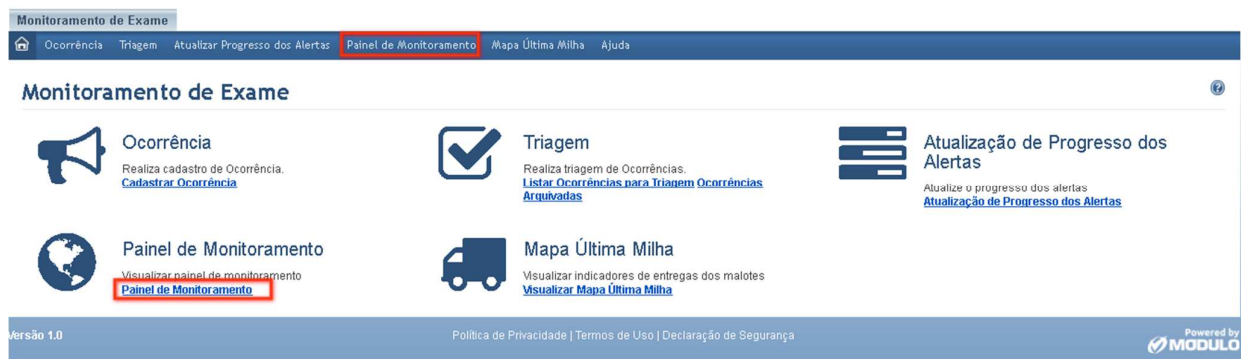 Monitoramento de Exame
Ocorrência Triagem Atualizar Progresso dos Alertas Painel de Monitoramento Mapa Última Milha Ajuda
Monitoramento de Exame
?
Ocorrência
Realiza cadastro de Ocorrência.
Cadastrar Ocorrência
Triagem
Realiza triagem de Ocorrências.
Listar Ocorrências para Triagem Ocorrências
Arquivadas
Atualização de Progresso dos
Alertas
Atualize o progresso dos alertas
Atualização de Progresso dos Alertas
Painel de Monitoramento
Visualizar painel de monitoramento
Painel de Monitoramento
Mapa Última Milha
Visualizar indicadores de entregas dos malotes
Visualizar Mapa Última Milha
Versão 1.0
Política de Privacidade | Termos de Uso | Declaração de Segurança
Powered by
MODULO